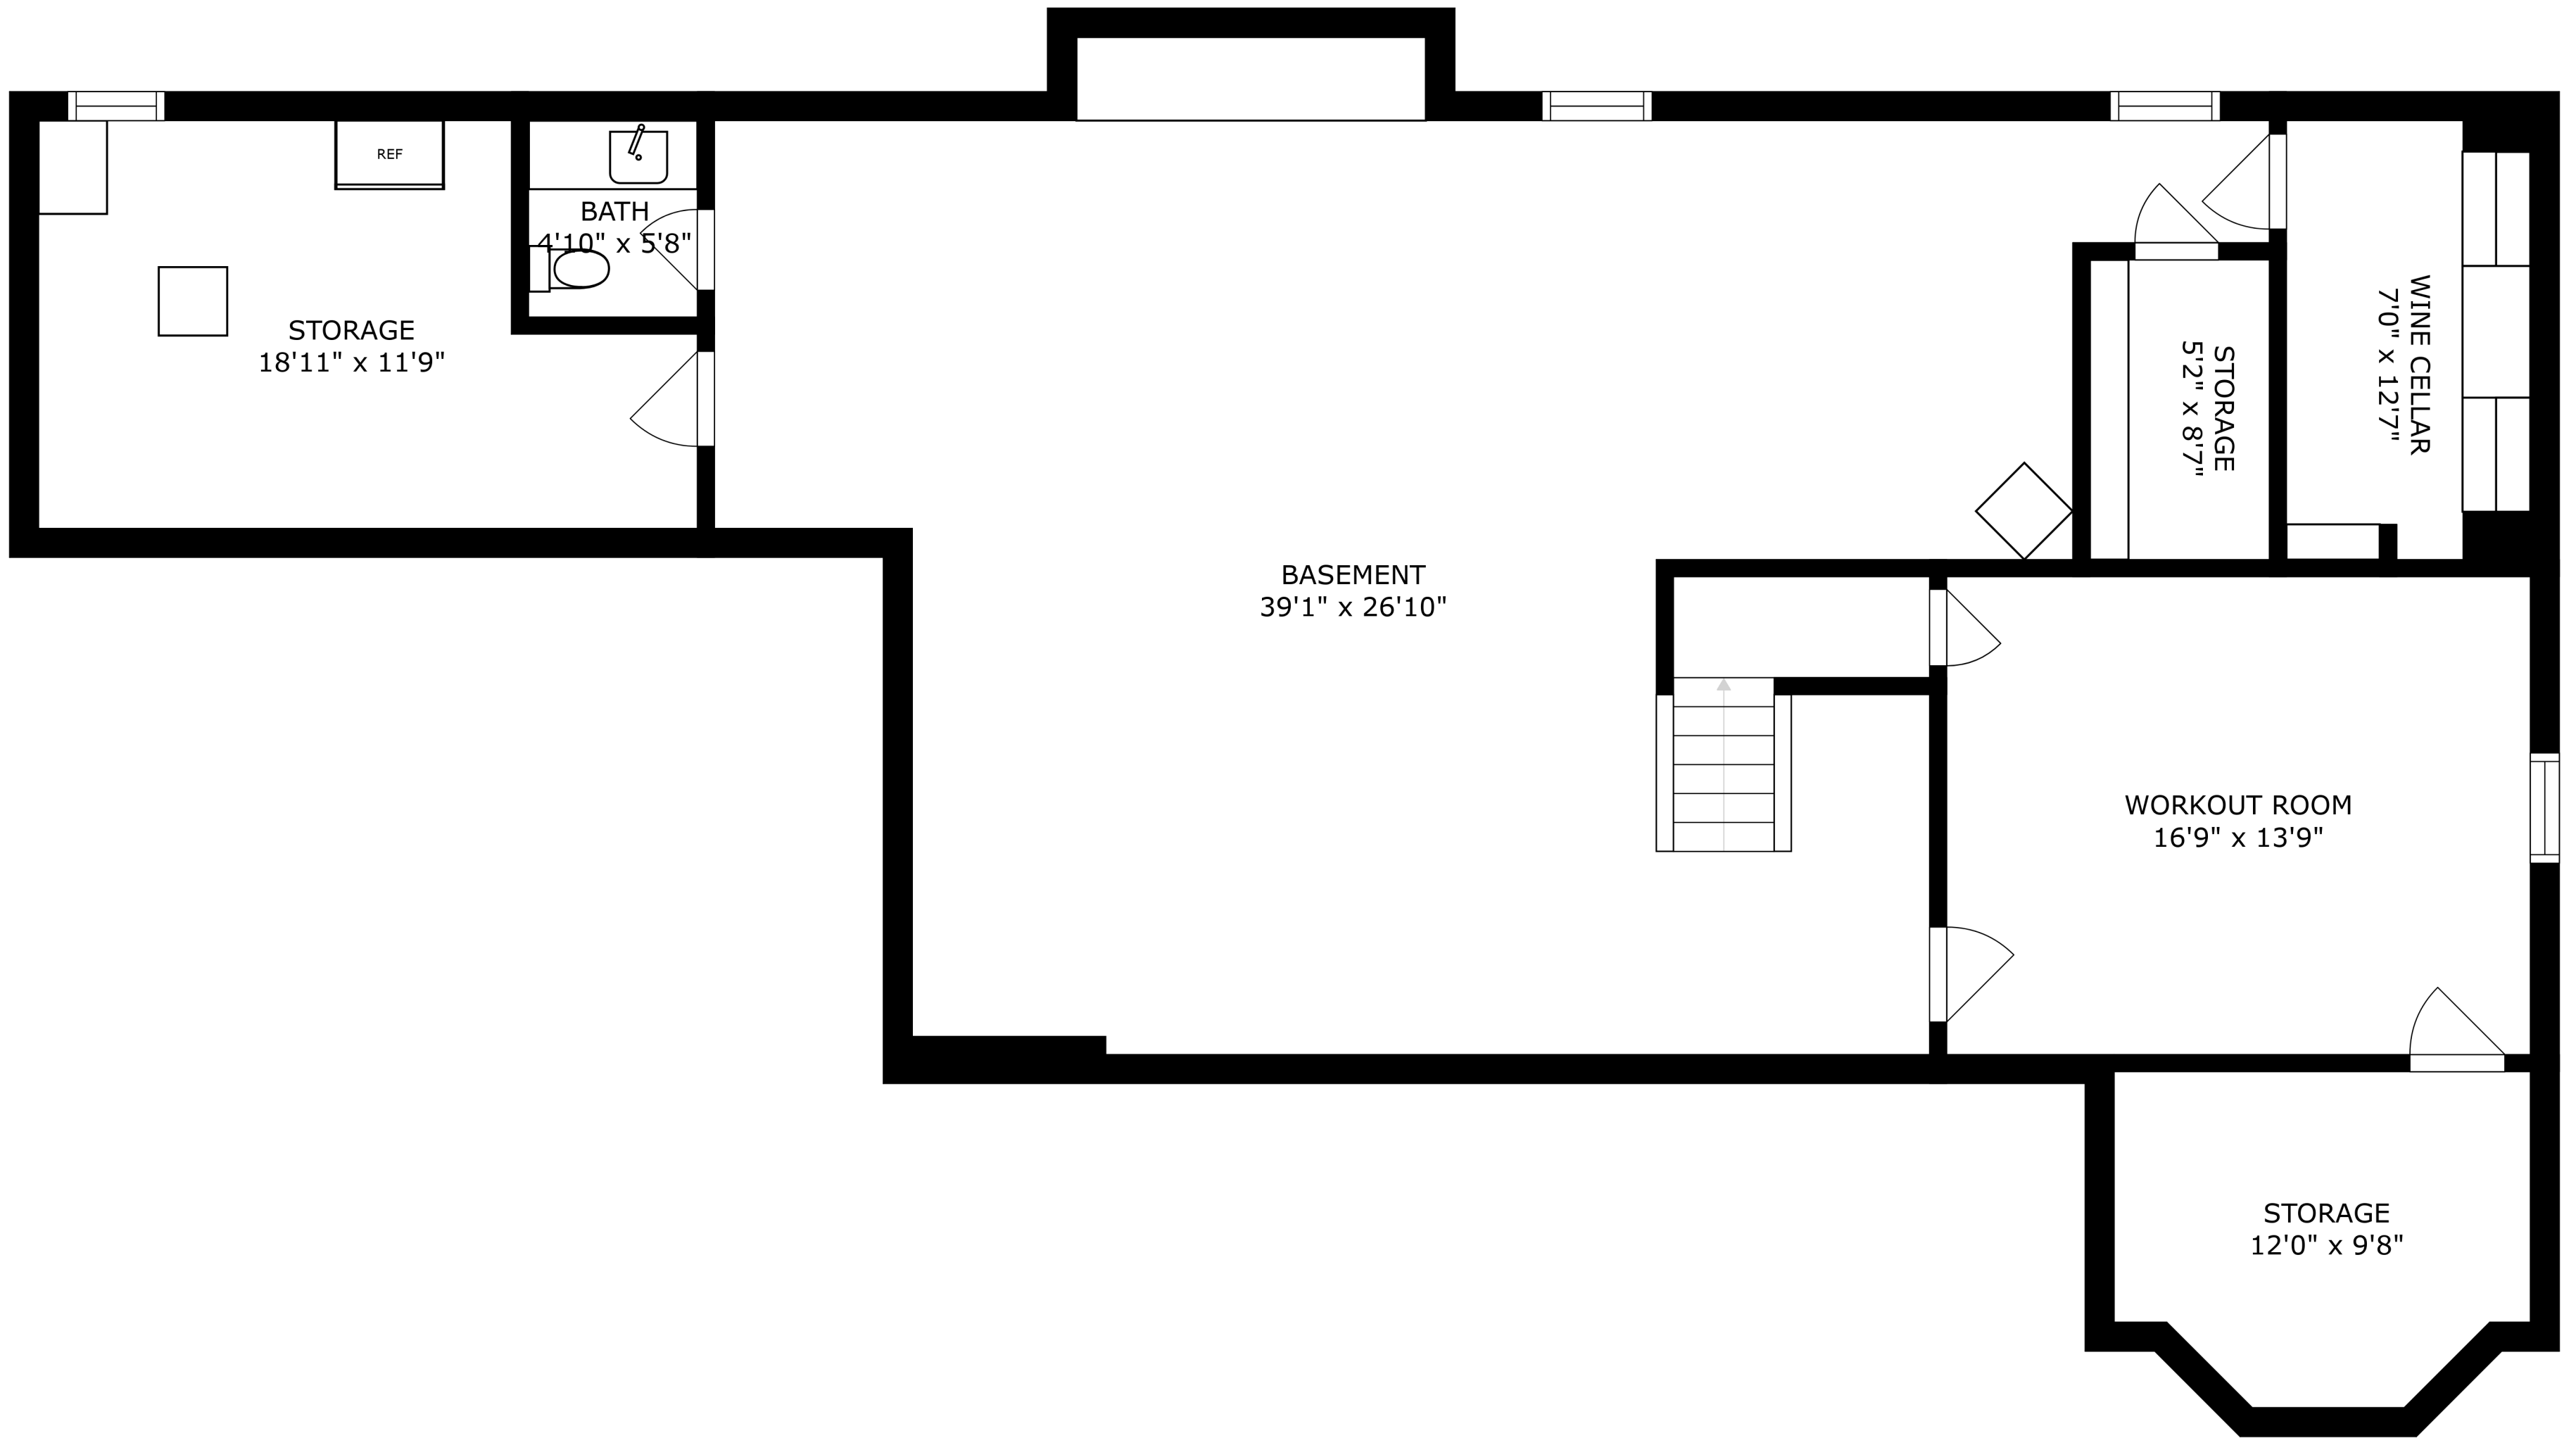 REF
BATH
4'10" x 5'8"
STORAGE
18'11" x 11'9"
WINE CELLAR
7'0" x 12'7"
STORAGE
5'2" x 8'7"
BASEMENT
39'1" x 26'10"
WORKOUT ROOM
16'9" x 13'9"
STORAGE
12'0" x 9'8"